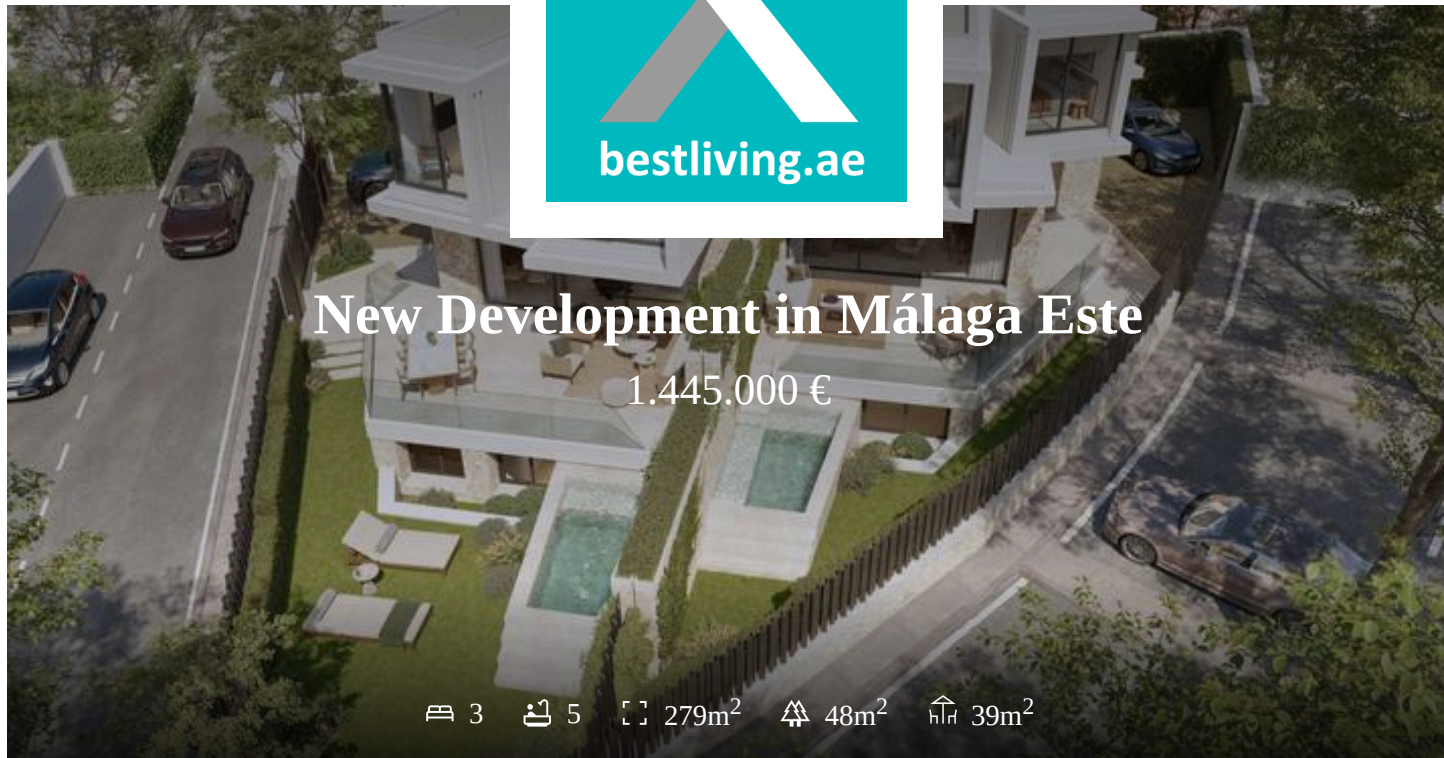 bestliving.ae
New Development in Málaga Este
1.445.000 €
3 5 279m² 48m² 39m²